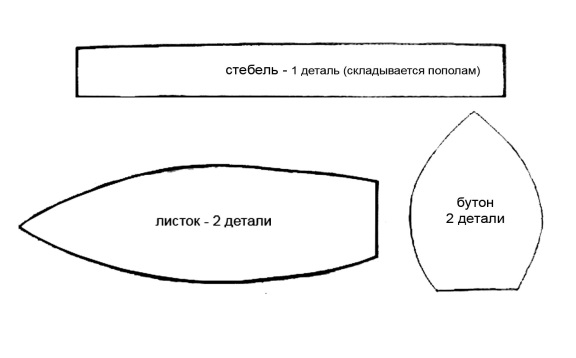 стебель - 1 деталь (складывается пополам)
листок - 2 детали
бутон
2 детали